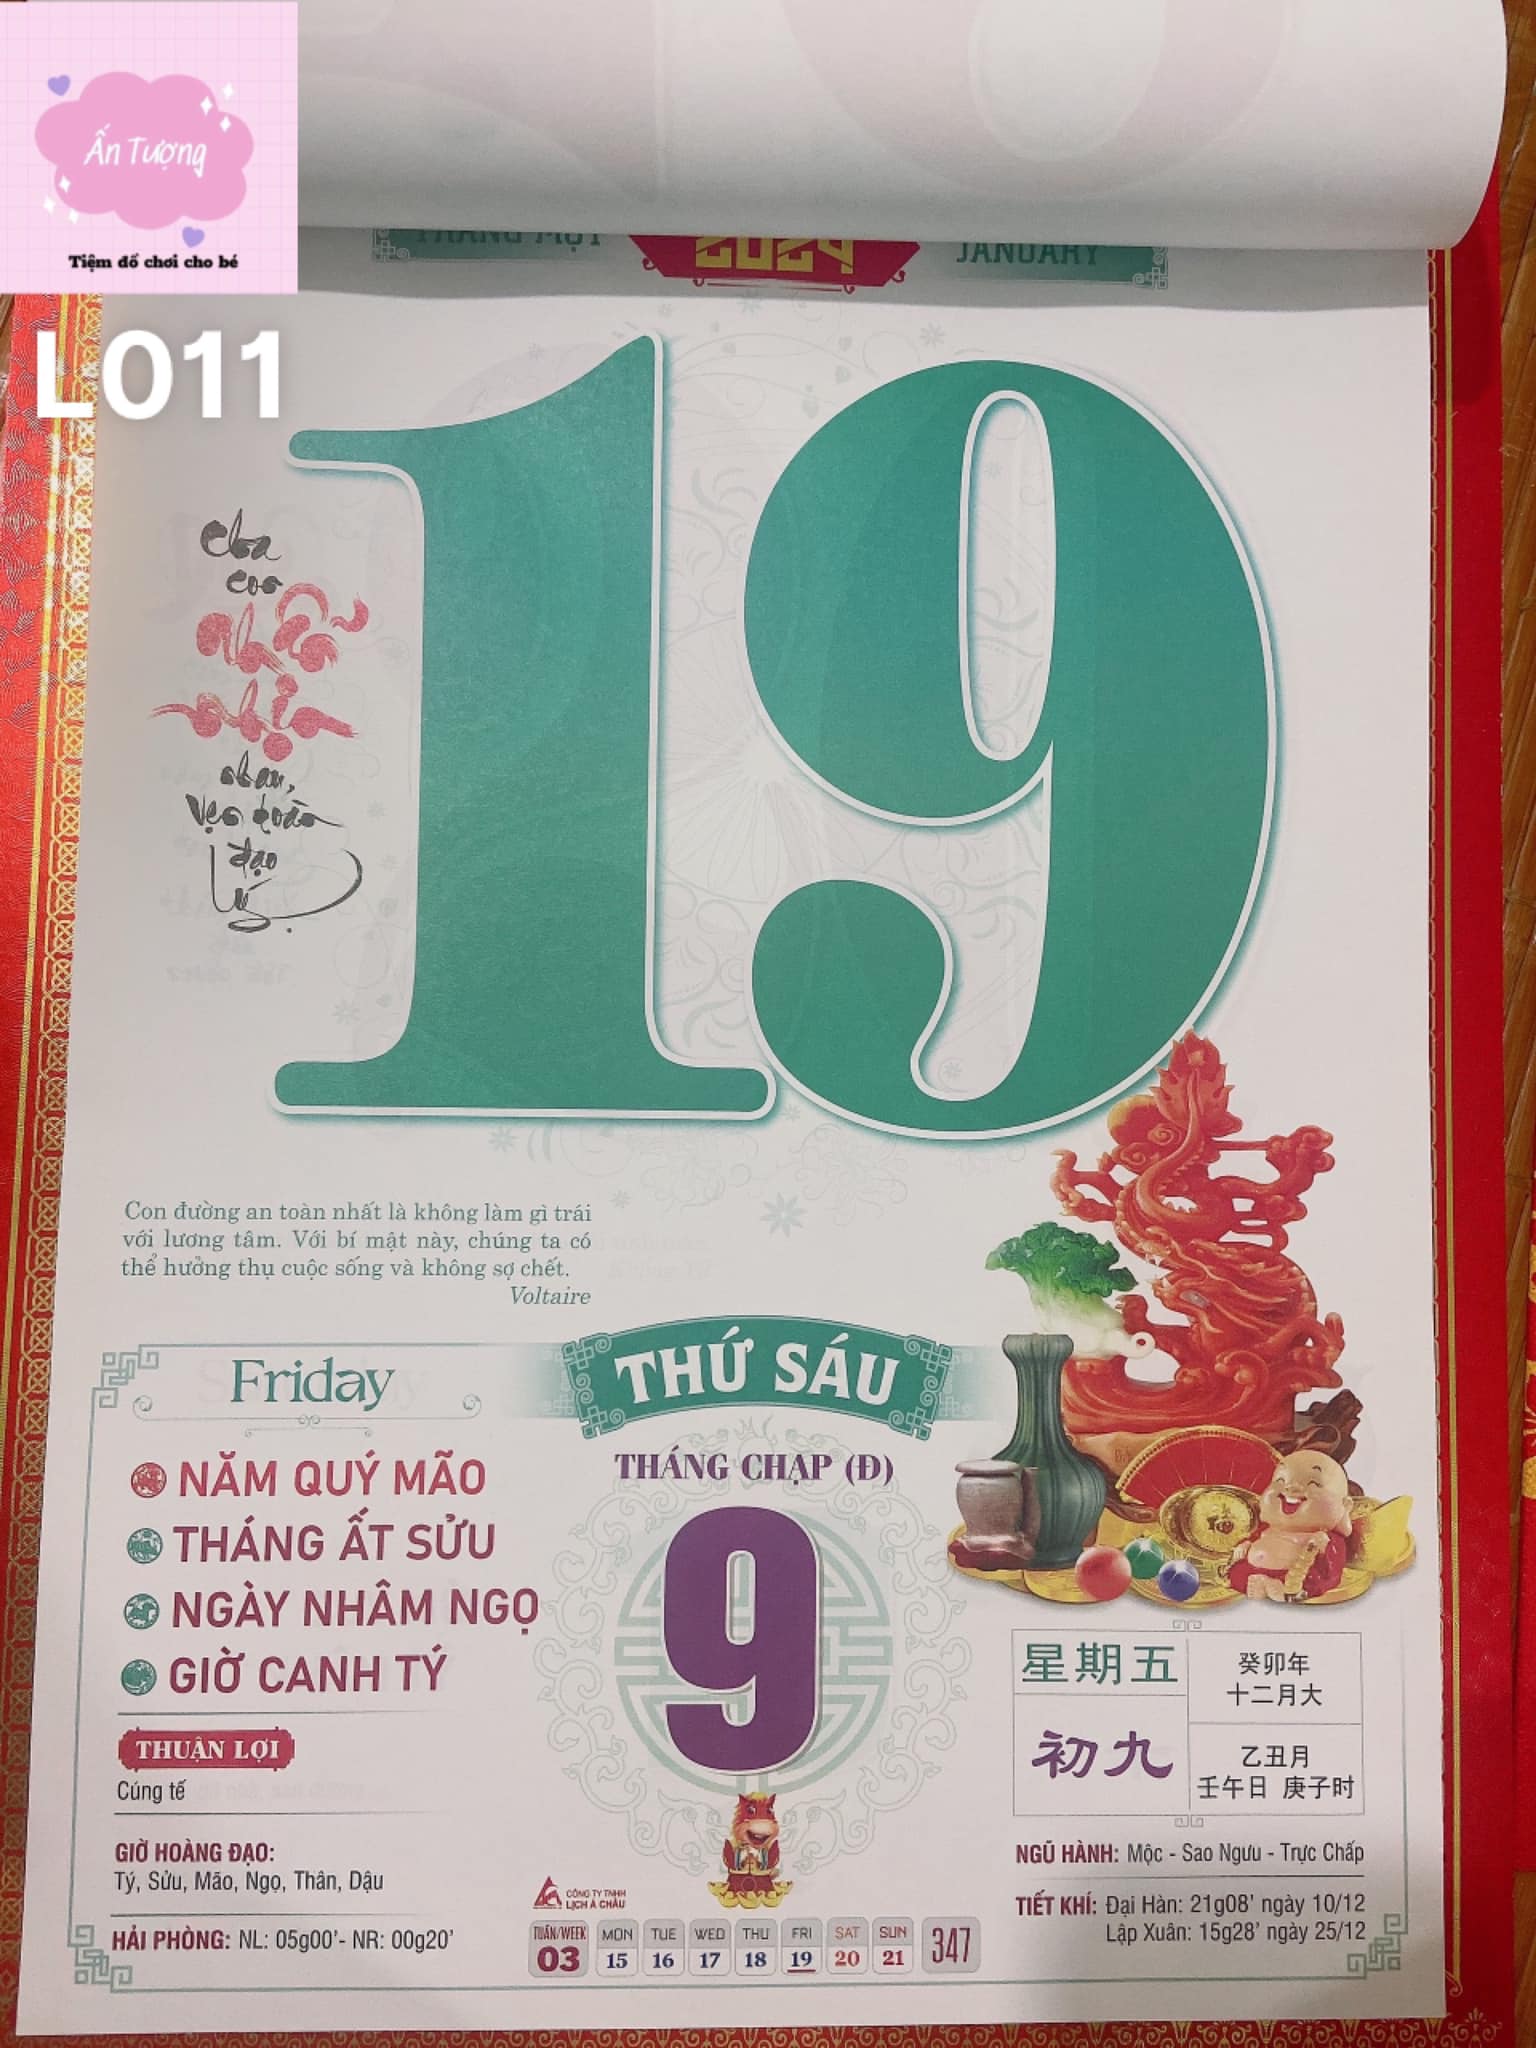 Ấn Tượng
Tiệm đồ chơi cho bé
L011
THÁNG MỘT
2024
JANUARY
19
Cha
con
nhẫn
nhịn
nhau,
Vẹn toàn
đạo
lý.
Con đường an toàn nhất là không làm gì trái
với lương tâm. Với bí mật này, chúng ta có
thể hưởng thụ cuộc sống và không sợ chết.
Voltaire
Friday
THỨ SÁU
NĂM QUÝ MÃO
THÁNG ẤT SỬU
NGÀY NHÂM NGỌ
GIỜ CANH TÝ
THÁNG CHẠP (Đ)
9
THUẬN LỢI
Cúng tế
GIỜ HOÀNG ĐẠO:
Tý, Sửu, Mão, Ngọ, Thân, Dậu
HẢI PHÒNG: NL: 05g00'- NR: 00g20'
CÔNG TY TNHH
LỊCH Á CHÂU
TUẦN/WEEK MON TUE WED THU FRI SAT SUN
03 15 16 17 18 19 20 21
347
星期五
初九
癸卯年
十二月大
乙丑月
壬午日 庚子时
NGŨ HÀNH: Mộc - Sao Ngưu - Trực Chấp
TIẾT KHÍ: Đại Hàn: 21g08' ngày 10/12
Lập Xuân: 15g28' ngày 25/12